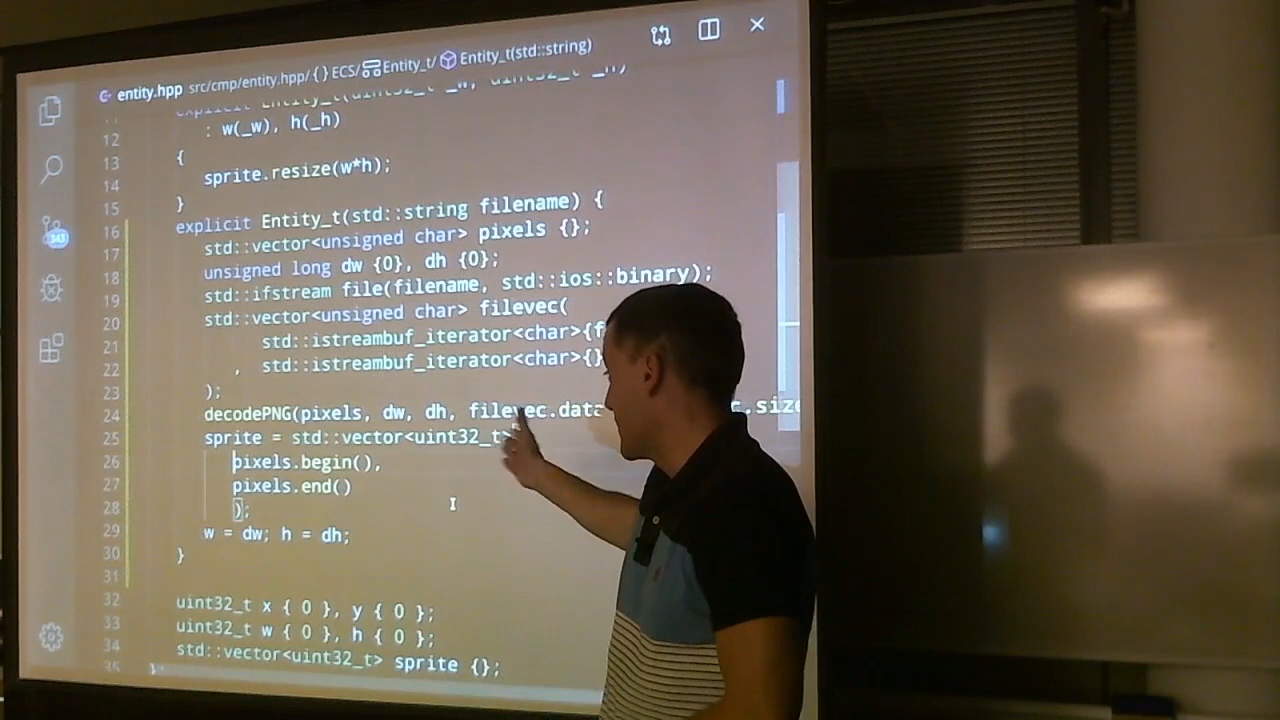 entity.hpp src/cmp/entity.hpp/ {} ECS/ Entity_t/ Entity_t(std::string)
12 : w(_w), h(_h)
13 {
14 sprite.resize(w*h);
15 }
16 explicit Entity_t(std::string filename) {
17 std::vector<unsigned char> pixels {};
18 unsigned long dw {0}, dh {0};
19 std::ifstream file(filename, std::ios::binary);
20 std::vector<unsigned char> filevec(
21 std::istreambuf_iterator<char>{f
22 , std::istreambuf_iterator<char>{}
23 );
24 decodePNG(pixels, dw, dh, filevec.data
25 sprite = std::vector<uint32_t>
26 pixels.begin(),
27 pixels.end()
28 );
29 w = dw; h = dh;
30 }
31
32 uint32_t x { 0 }, y { 0 };
33 uint32_t w { 0 }, h { 0 };
34 std::vector<uint32_t> sprite {};
343